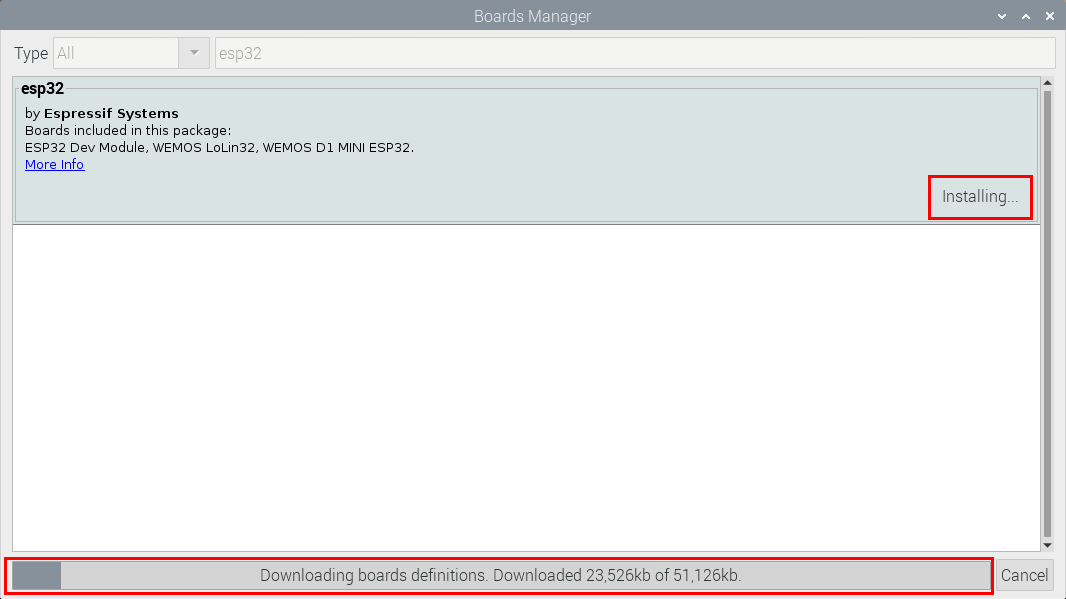 Boards Manager
Type All esp32
esp32
by Espressif Systems
Boards included in this package:
ESP32 Dev Module, WEMOS LoLin32, WEMOS D1 MINI ESP32.
More Info
Installing...
Downloading boards definitions. Downloaded 23,526kb of 51,126kb.
Cancel